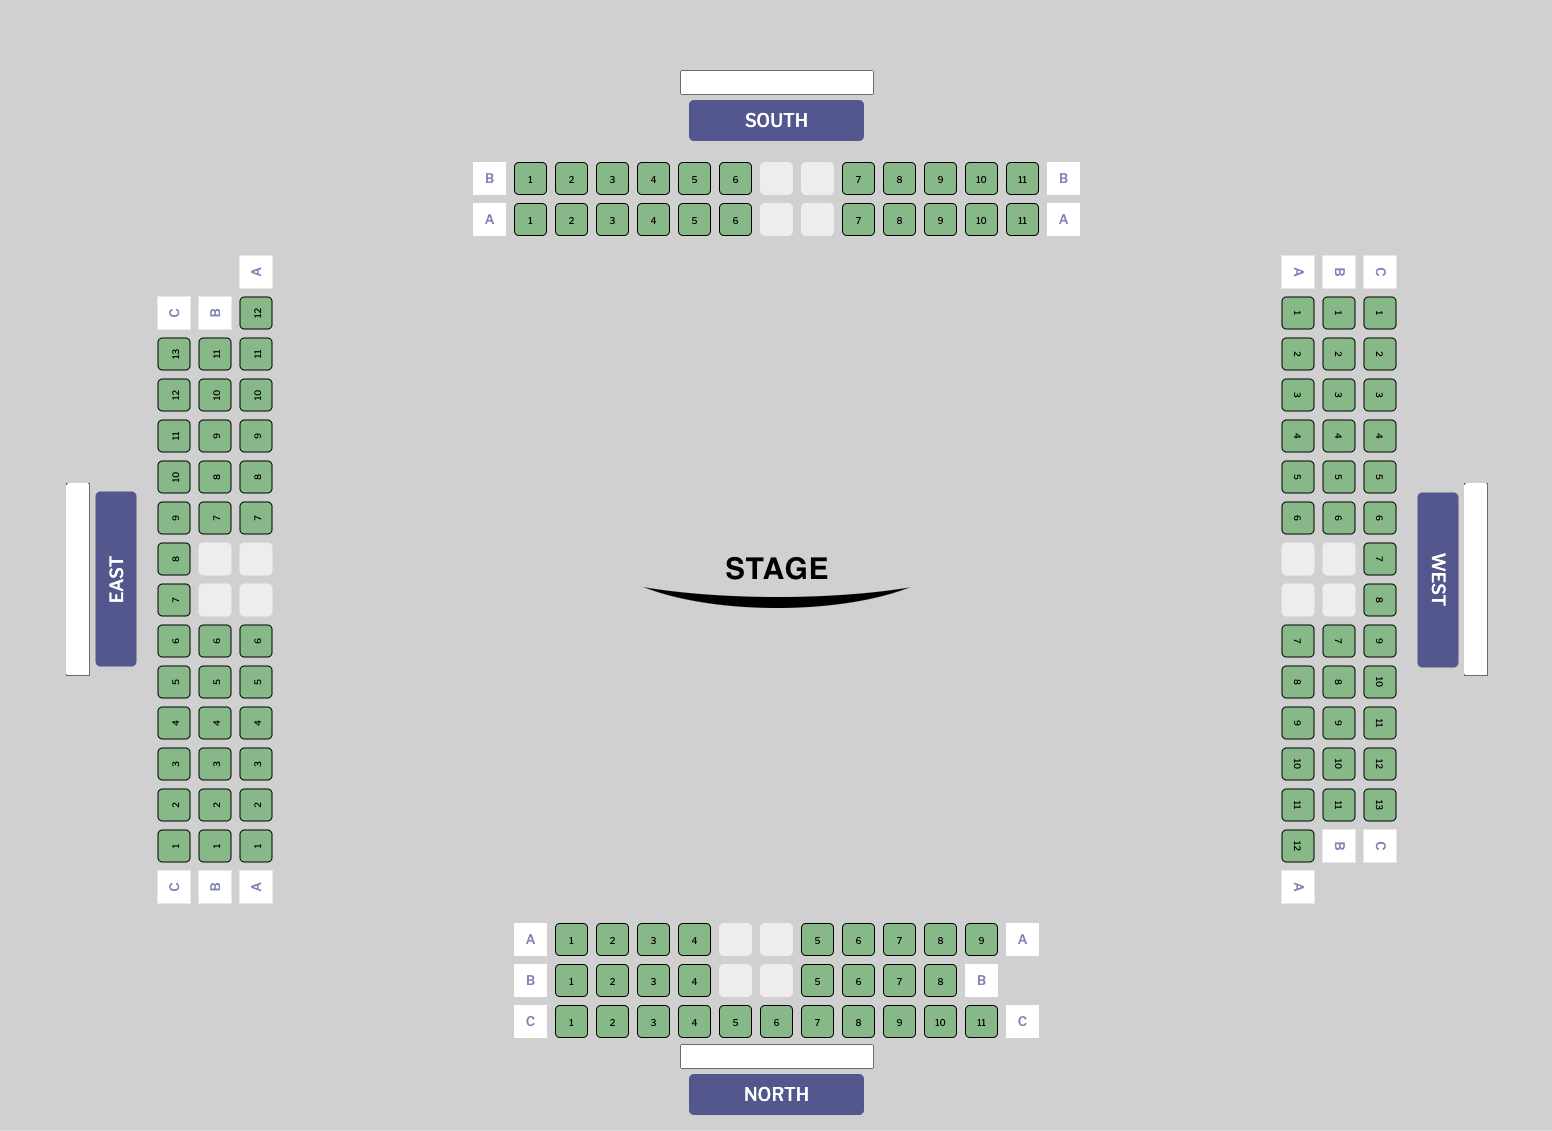 SOUTH
B 1 2 3 4 5 6 7 8 9 10 11 B
A 1 2 3 4 5 6 7 8 9 10 11 A
EAST
C 13 12 11 10 9 8 7 6 5 4 3 2 1 C
B 11 10 9 8 7 6 5 4 3 2 1 B
A 12 11 10 9 8 7 6 5 4 3 2 1 A
STAGE
A 1 2 3 4 5 6 7 8 9 10 11 12 A
B 1 2 3 4 5 6 7 8 9 10 11 B
C 1 2 3 4 5 6 7 8 9 10 11 12 13 C
WEST
A 1 2 3 4 5 6 7 8 9 A
B 1 2 3 4 5 6 7 8 B
C 1 2 3 4 5 6 7 8 9 10 11 C
NORTH